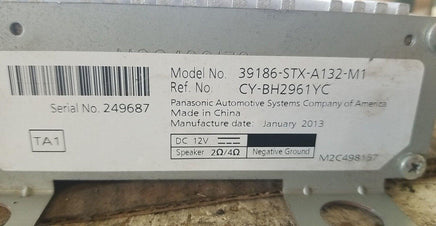 Model No. 39186-STX-A132-M1
Ref. No. CY-BH2961YC
Serial No. 249687
Panasonic Automotive Systems Company of America
Made in China
Manufacture date: January 2013
TA1
DC 12V
Speaker 2Ω/4Ω Negative Ground